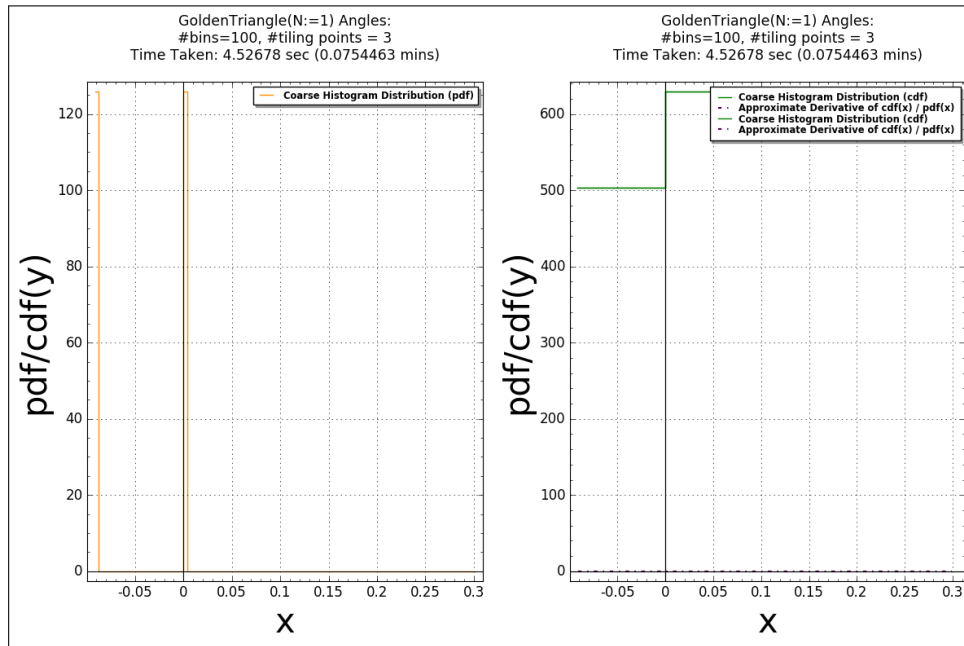 GoldenTriangle(N:=1) Angles:
#bins=100, #tiling points = 3
Time Taken: 4.52678 sec (0.0754463 mins)
Coarse Histogram Distribution (pdf)
120
100
80
60
40
20
0
pdf/cdf(y)
-0.05
0
0.05
0.1
0.15
0.2
0.25
0.3
x
GoldenTriangle(N:=1) Angles:
#bins=100, #tiling points = 3
Time Taken: 4.52678 sec (0.0754463 mins)
Coarse Histogram Distribution (cdf)
Approximate Derivative of cdf(x) / pdf(x)
Coarse Histogram Distribution (cdf)
Approximate Derivative of cdf(x) / pdf(x)
600
500
400
300
200
100
0
pdf/cdf(y)
-0.05
0
0.05
0.1
0.15
0.2
0.25
0.3
x